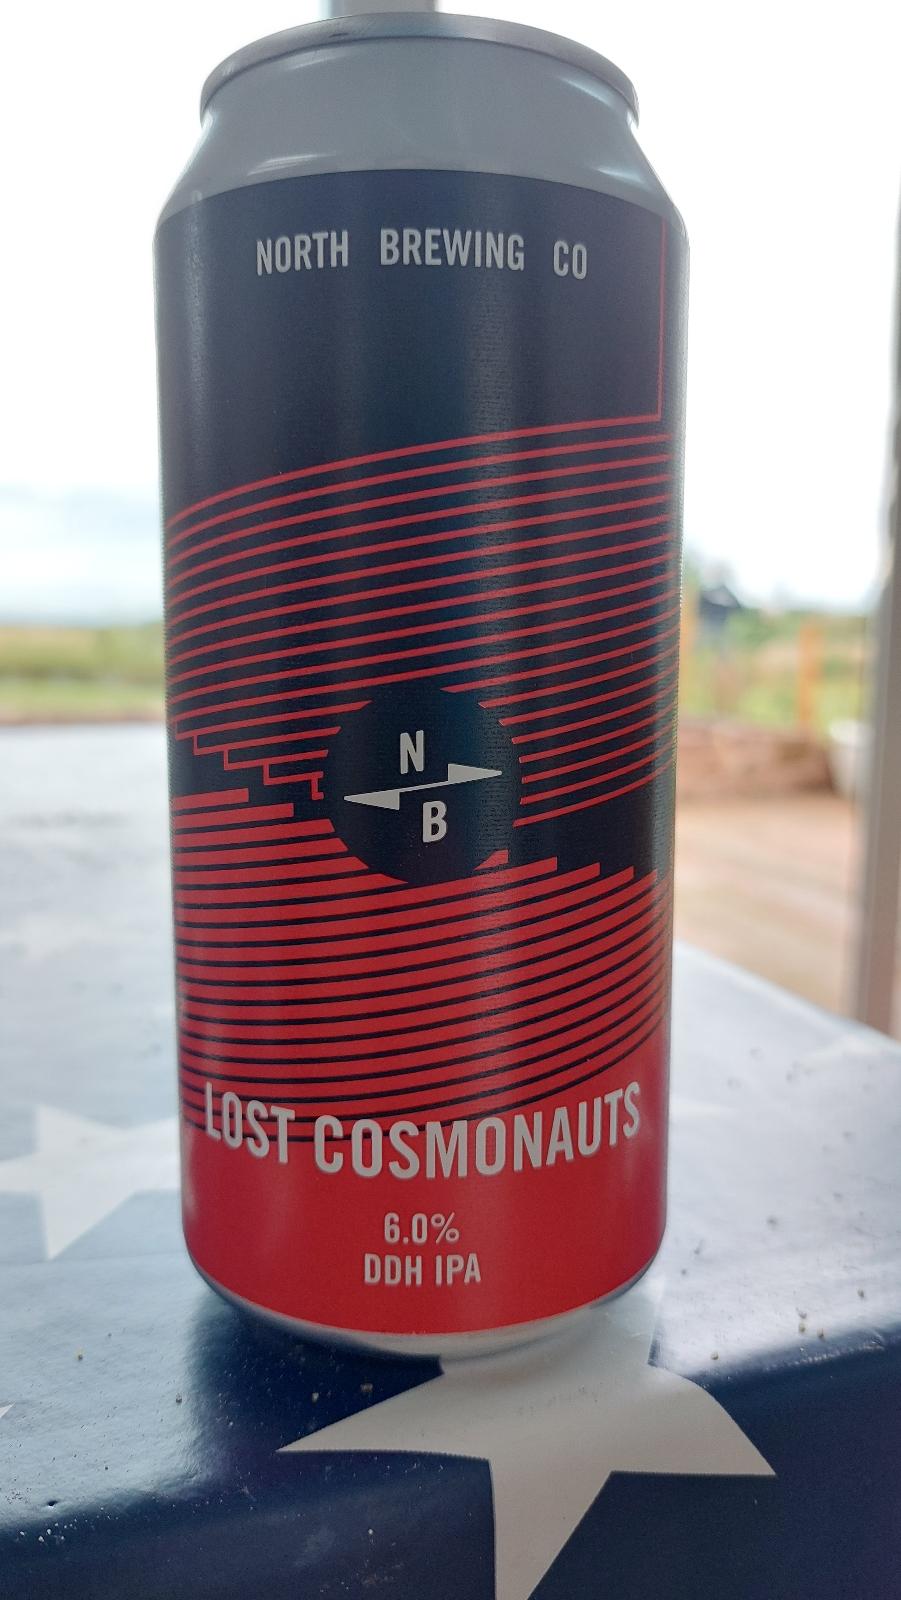 NORTH BREWING CO
N
B
LOST COSMONAUTS
6.0%
DDH IPA